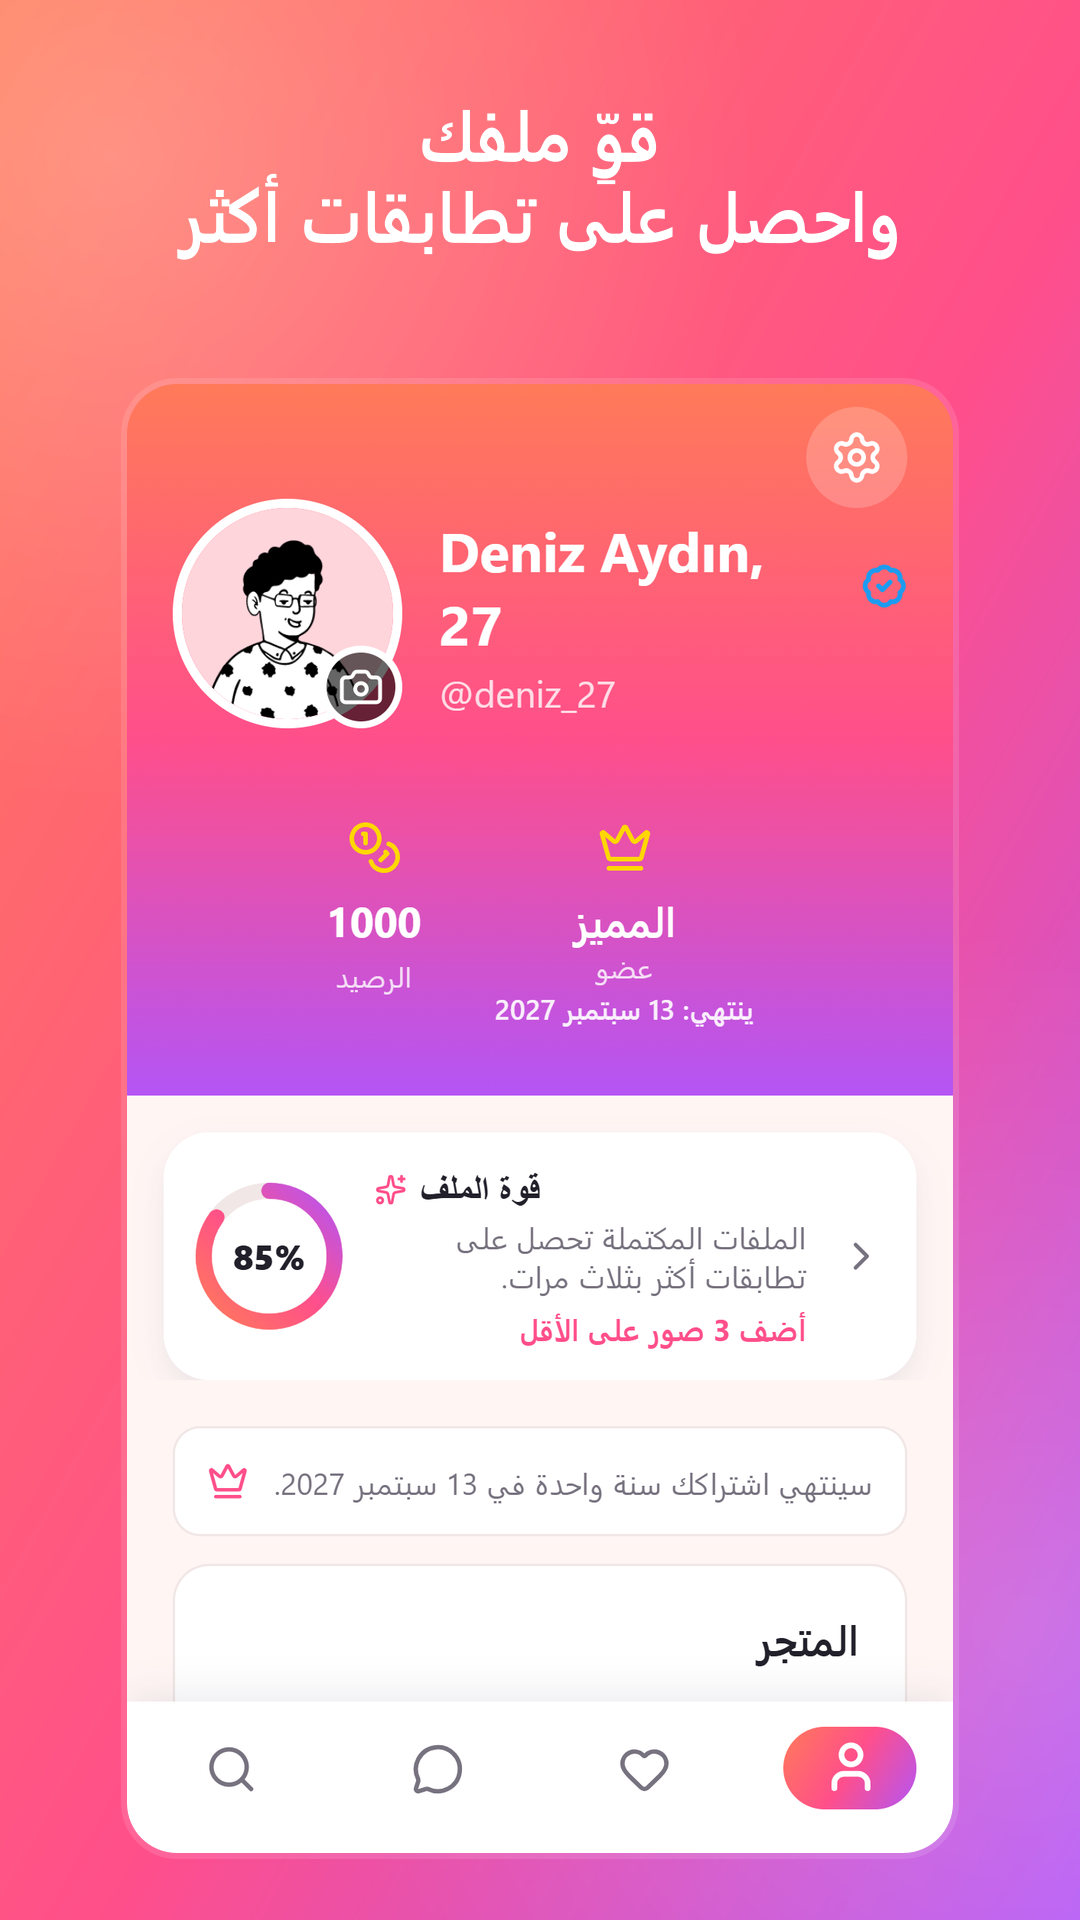 قوِّ ملفك
واحصل على تطابقات أكثر
Deniz Aydın,
27
@deniz_27
1000
الرصيد
المميز
عضو
ينتهي: 13 سبتمبر 2027
قوة الملف
85%
الملفات المكتملة تحصل على
تطابقات أكثر بثلاث مرات.
أضف 3 صور على الأقل
سينتهي اشتراكك سنة واحدة في 13 سبتمبر 2027.
المتجر